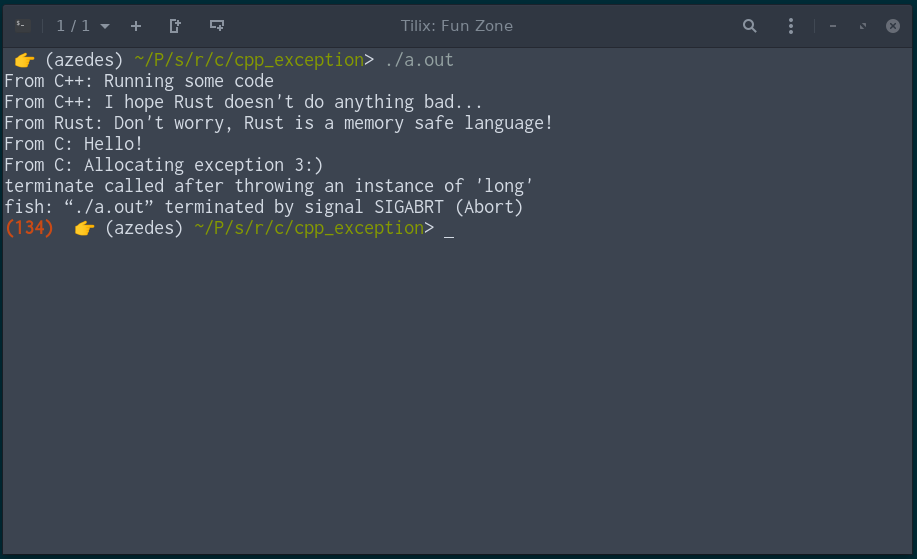 1 / 1
Tilix: Fun Zone
👉 (azedes) ~/P/s/r/c/cpp_exception> ./a.out
From C++: Running some code
From C++: I hope Rust doesn't do anything bad...
From Rust: Don't worry, Rust is a memory safe language!
From C: Hello!
From C: Allocating exception 3:)
terminate called after throwing an instance of 'long'
fish: “./a.out” terminated by signal SIGABRT (Abort)
(134) 👉 (azedes) ~/P/s/r/c/cpp_exception> _